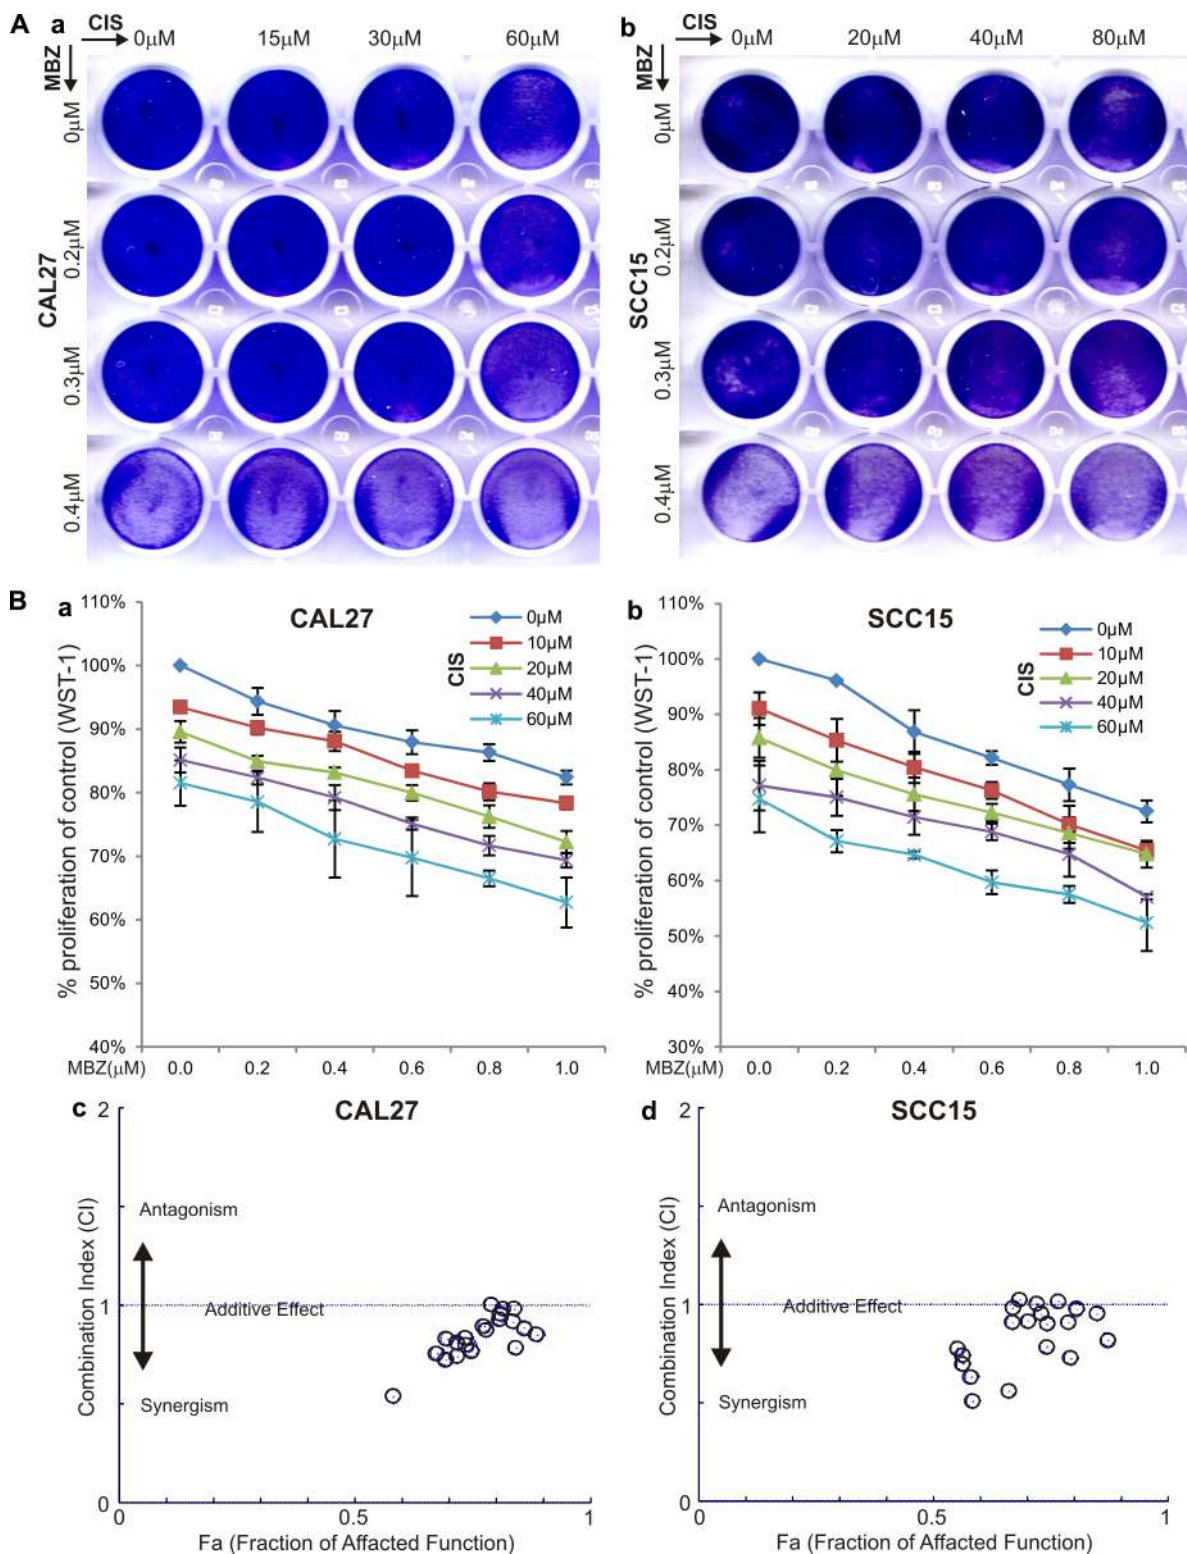 A a CIS
0µM 15µM 30µM 60µM
MBZ
0µM
0.2µM
0.3µM
0.4µM
CAL27
b CIS
0µM 20µM 40µM 80µM
MBZ
0µM
0.2µM
0.3µM
0.4µM
SCC15
B a CAL27
110%
100%
90%
80%
70%
60%
50%
40%
% proliferation of control (WST-1)
CIS
0µM
10µM
20µM
40µM
60µM
MBZ(µM) 0.0 0.2 0.4 0.6 0.8 1.0
b SCC15
110%
100%
90%
80%
70%
60%
50%
40%
30%
% proliferation of control (WST-1)
CIS
0µM
10µM
20µM
40µM
60µM
MBZ(µM) 0.0 0.2 0.4 0.6 0.8 1.0
c CAL27
2
1
0
Combination Index (CI)
Antagonism
Additive Effect
Synergism
0 0.5 1
Fa (Fraction of Affacted Function)
d SCC15
2
1
0
Combination Index (CI)
Antagonism
Additive Effect
Synergism
0 0.5 1
Fa (Fraction of Affacted Function)